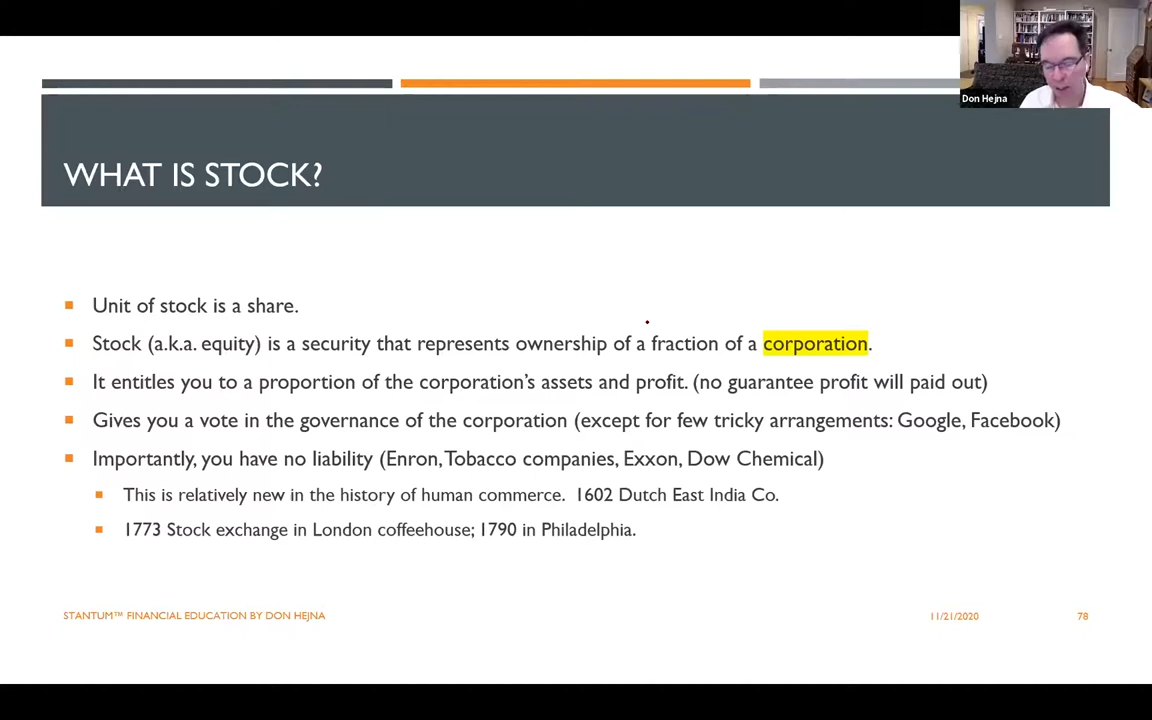 Don Hejna
WHAT IS STOCK?
Unit of stock is a share.
Stock (a.k.a. equity) is a security that represents ownership of a fraction of a corporation.
It entitles you to a proportion of the corporation's assets and profit. (no guarantee profit will paid out)
Gives you a vote in the governance of the corporation (except for few tricky arrangements: Google, Facebook)
Importantly, you have no liability (Enron, Tobacco companies, Exxon, Dow Chemical)
This is relatively new in the history of human commerce. 1602 Dutch East India Co.
1773 Stock exchange in London coffeehouse; 1790 in Philadelphia.
STANTUM™ FINANCIAL EDUCATION BY DON HEJNA
11/21/2020
78